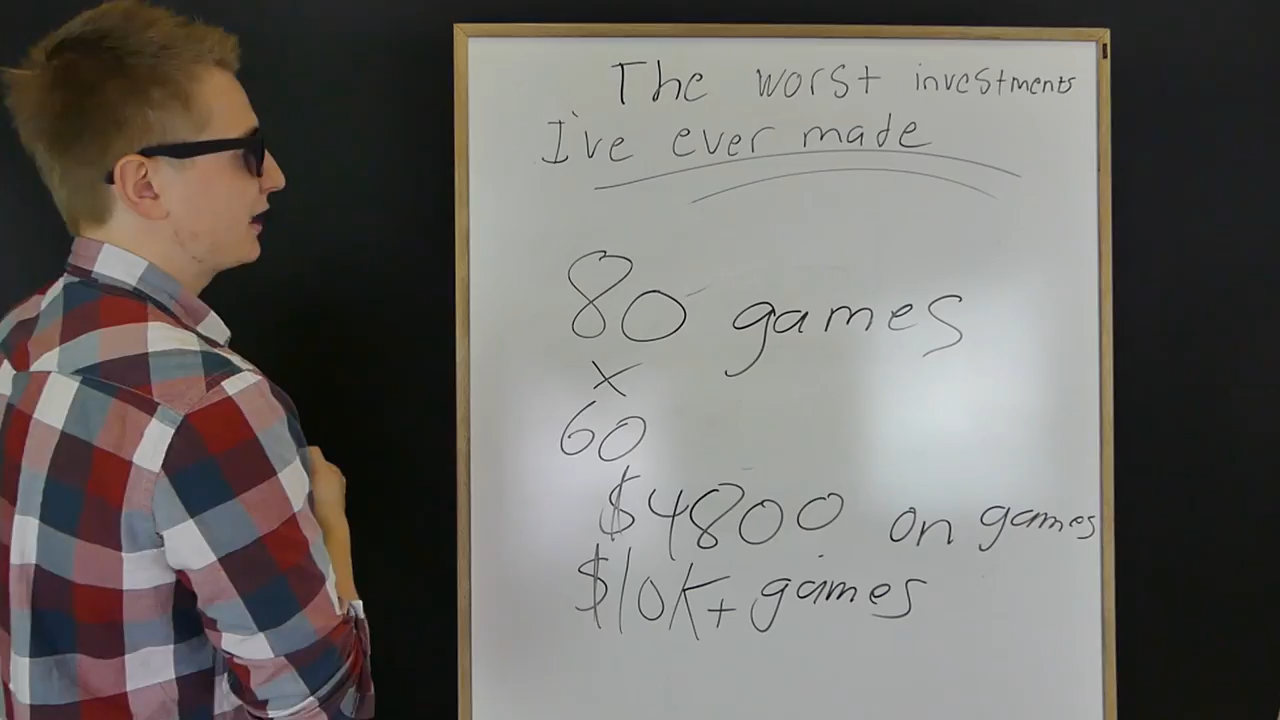 The worst investments
I've ever made
80 games
x
60
$4800 on games
$10K+ games